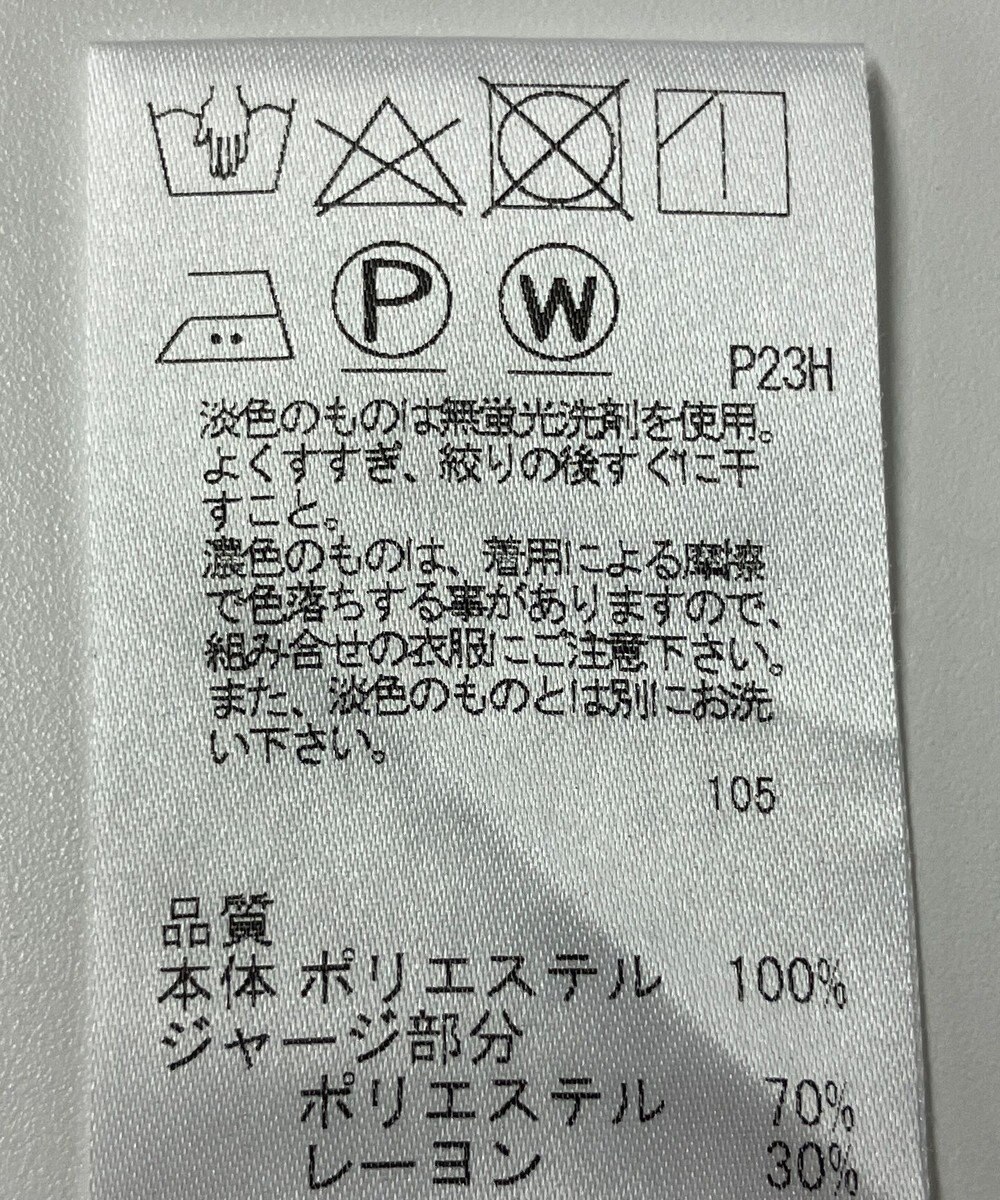 P
W
P23H
淡色のものは無蛍光洗剤を使用。
よくすすぎ、絞りの後すぐに干
すこと。
濃色のものは、着用による摩擦
で色落ちする事がありますので、
組み合せの衣服にご注意下さい。
また、淡色のものとは別にお洗
い下さい。
105
品質
本体 ポリエステル 100%
ジャージ部分
ポリエステル 70%
レーヨン 30%